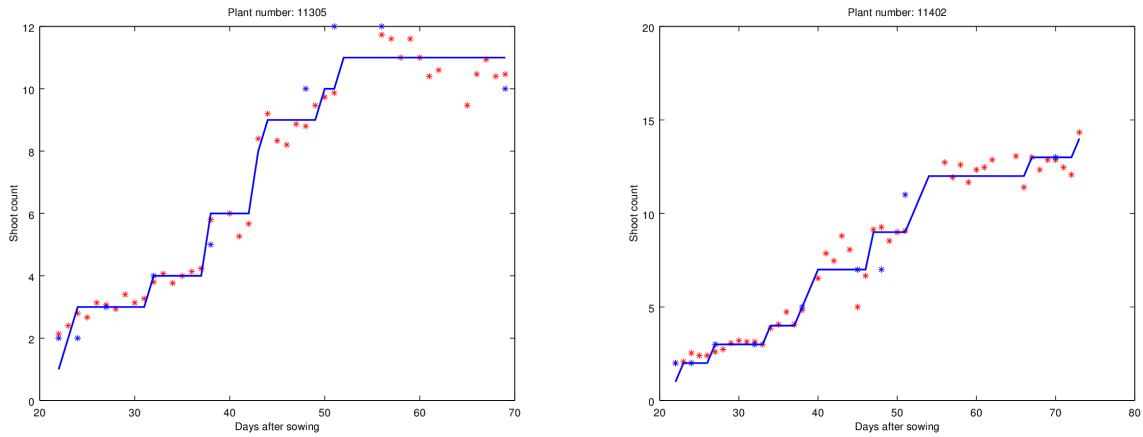 Plant number: 11305
12
10
8
6
4
2
0
20 30 40 50 60 70
Shoot count
Days after sowing
Plant number: 11402
20
15
10
5
0
20 30 40 50 60 70 80
Shoot count
Days after sowing